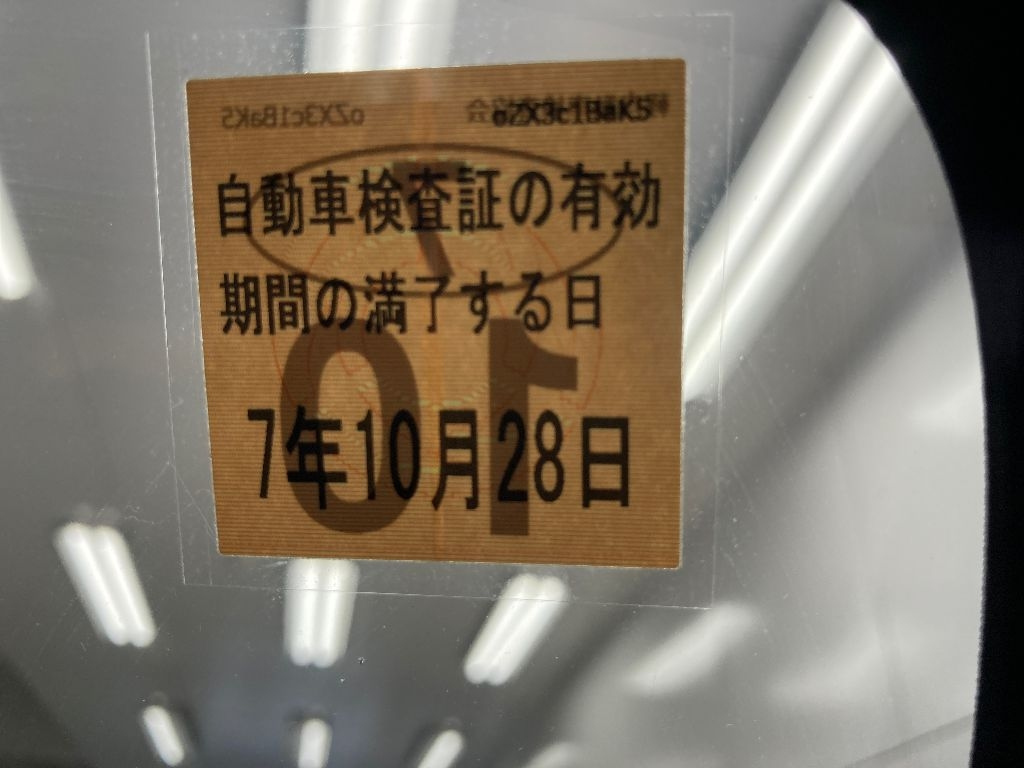 oZX3c1BaK5
自動車検査証の有効
期間の満了する日
7年10月28日